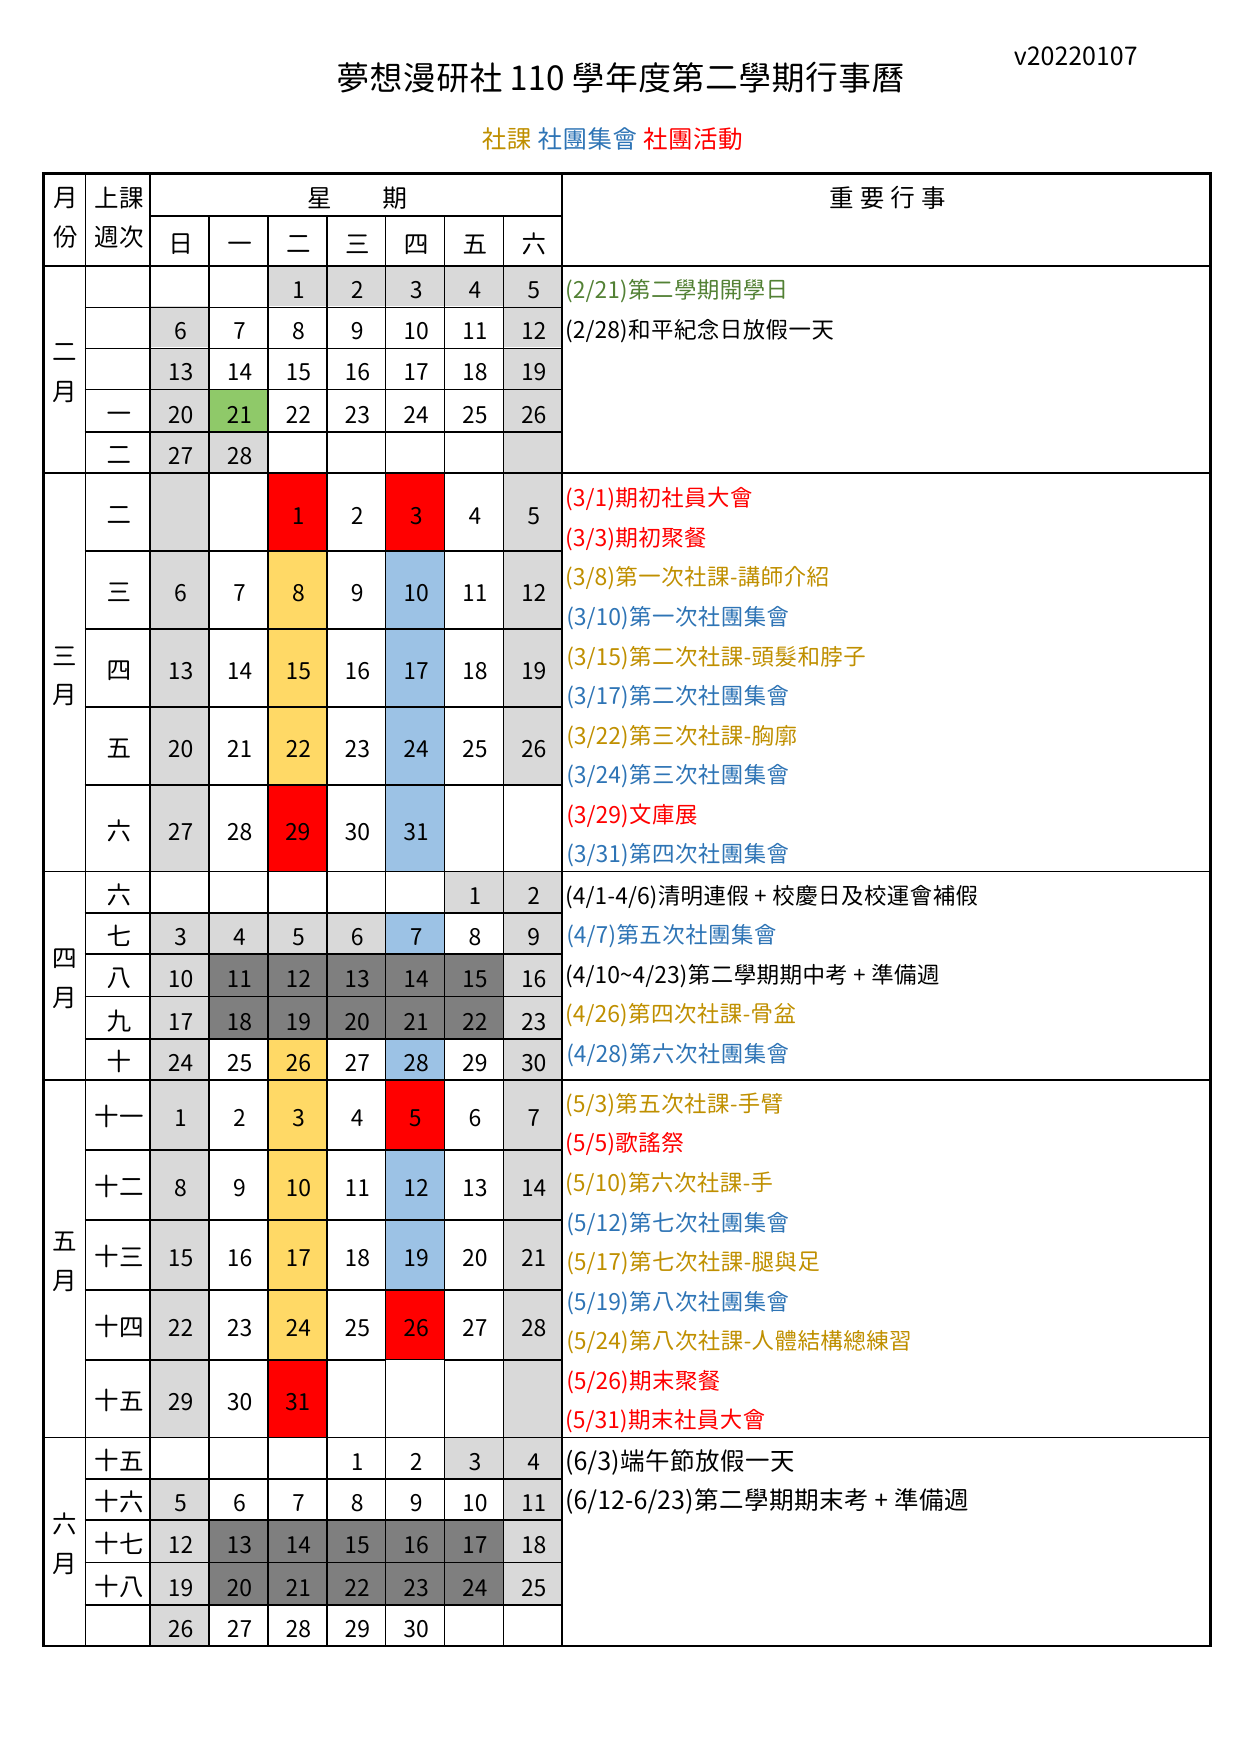 v20220107
夢想漫研社 110 學年度第二學期行事曆
社課 社團集會 社團活動
月份 上課週次 星 期 重 要 行 事
日 一 二 三 四 五 六
二月
1 2 3 4 5
6 7 8 9 10 11 12
13 14 15 16 17 18 19
一 20 21 22 23 24 25 26
二 27 28
(2/21)第二學期開學日
(2/28)和平紀念日放假一天
三月
二 1 2 3 4 5
三 6 7 8 9 10 11 12
四 13 14 15 16 17 18 19
五 20 21 22 23 24 25 26
六 27 28 29 30 31
(3/1)期初社員大會
(3/3)期初聚餐
(3/8)第一次社課-講師介紹
(3/10)第一次社團集會
(3/15)第二次社課-頭髮和脖子
(3/17)第二次社團集會
(3/22)第三次社課-胸廓
(3/24)第三次社團集會
(3/29)文庫展
(3/31)第四次社團集會
四月
六 1 2
七 3 4 5 6 7 8 9
八 10 11 12 13 14 15 16
九 17 18 19 20 21 22 23
十 24 25 26 27 28 29 30
(4/1-4/6)清明連假 + 校慶日及校運會補假
(4/7)第五次社團集會
(4/10~4/23)第二學期期中考 + 準備週
(4/26)第四次社課-骨盆
(4/28)第六次社團集會
五月
十一 1 2 3 4 5 6 7
十二 8 9 10 11 12 13 14
十三 15 16 17 18 19 20 21
十四 22 23 24 25 26 27 28
十五 29 30 31
(5/3)第五次社課-手臂
(5/5)歌謠祭
(5/10)第六次社課-手
(5/12)第七次社團集會
(5/17)第七次社課-腿與足
(5/19)第八次社團集會
(5/24)第八次社課-人體結構總練習
(5/26)期末聚餐
(5/31)期末社員大會
六月
十五 1 2 3 4
十六 5 6 7 8 9 10 11
十七 12 13 14 15 16 17 18
十八 19 20 21 22 23 24 25
26 27 28 29 30
(6/3)端午節放假一天
(6/12-6/23)第二學期期末考 + 準備週